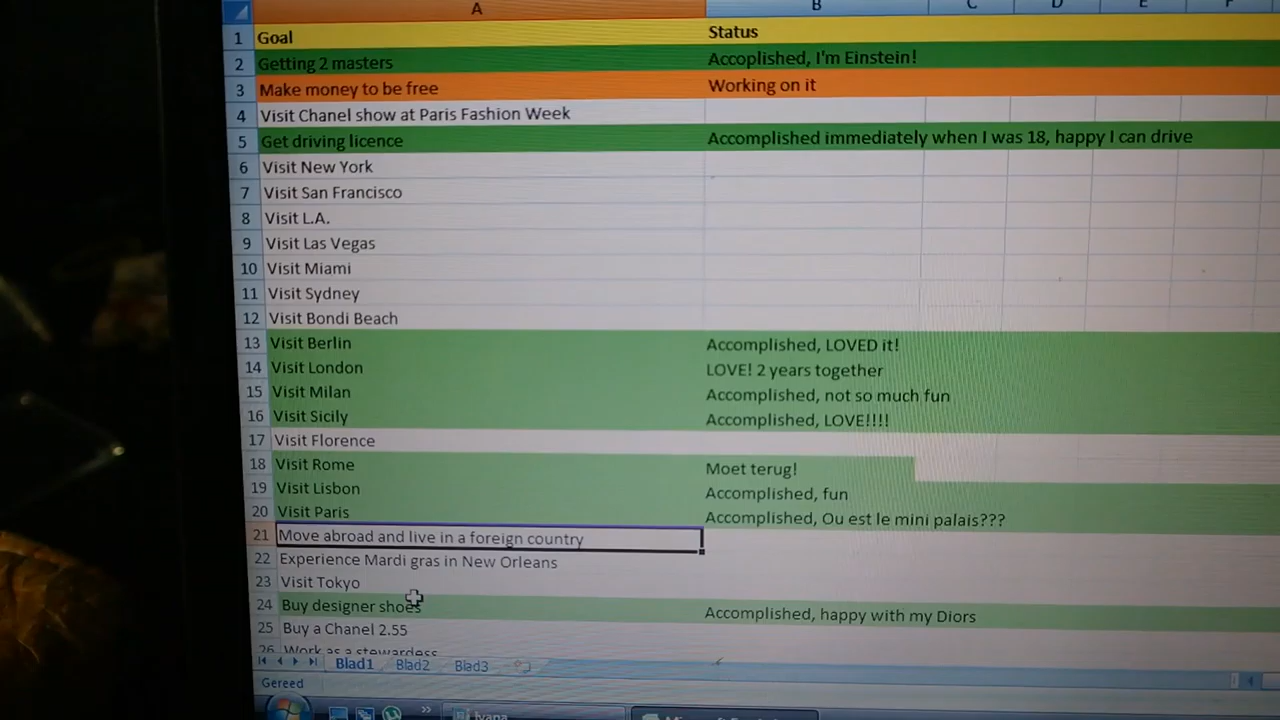 A B C D E F
1 Goal Status
2 Getting 2 masters Accoplished, I'm Einstein!
3 Make money to be free Working on it
4 Visit Chanel show at Paris Fashion Week
5 Get driving licence Accomplished immediately when I was 18, happy I can drive
6 Visit New York
7 Visit San Francisco
8 Visit L.A.
9 Visit Las Vegas
10 Visit Miami
11 Visit Sydney
12 Visit Bondi Beach
13 Visit Berlin Accomplished, LOVED it!
14 Visit London LOVE! 2 years together
15 Visit Milan Accomplished, not so much fun
16 Visit Sicily Accomplished, LOVE!!!!
17 Visit Florence
18 Visit Rome Moet terug!
19 Visit Lisbon Accomplished, fun
20 Visit Paris Accomplished, Ou est le mini palais???
21 Move abroad and live in a foreign country
22 Experience Mardi gras in New Orleans
23 Visit Tokyo
24 Buy designer shoes Accomplished, happy with my Diors
25 Buy a Chanel 2.55
26 Work as a stewardess
Blad1 Blad2 Blad3
Gereed
Ivana